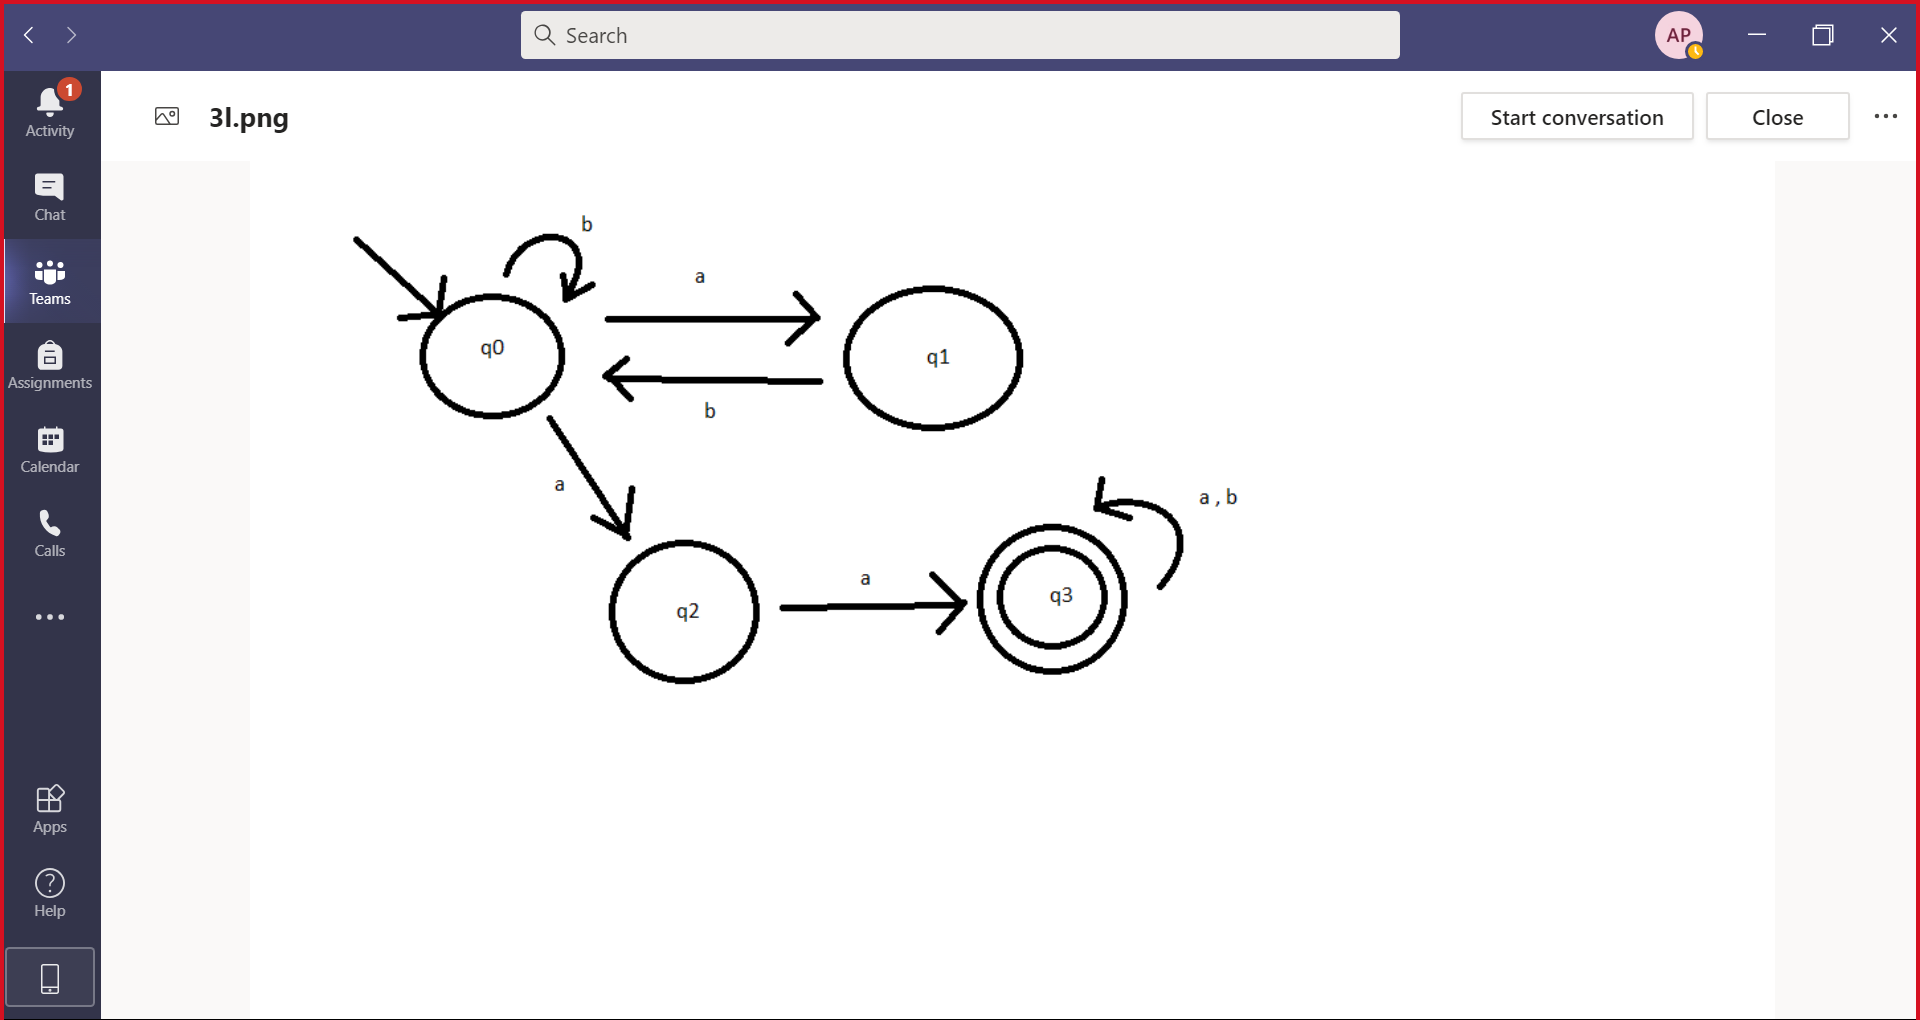 Search
AP
1
Activity
Chat
Teams
Assignments
Calendar
Calls
Apps
Help
3l.png
Start conversation
Close
b
a
q0
q1
b
a
a , b
a
q3
q2